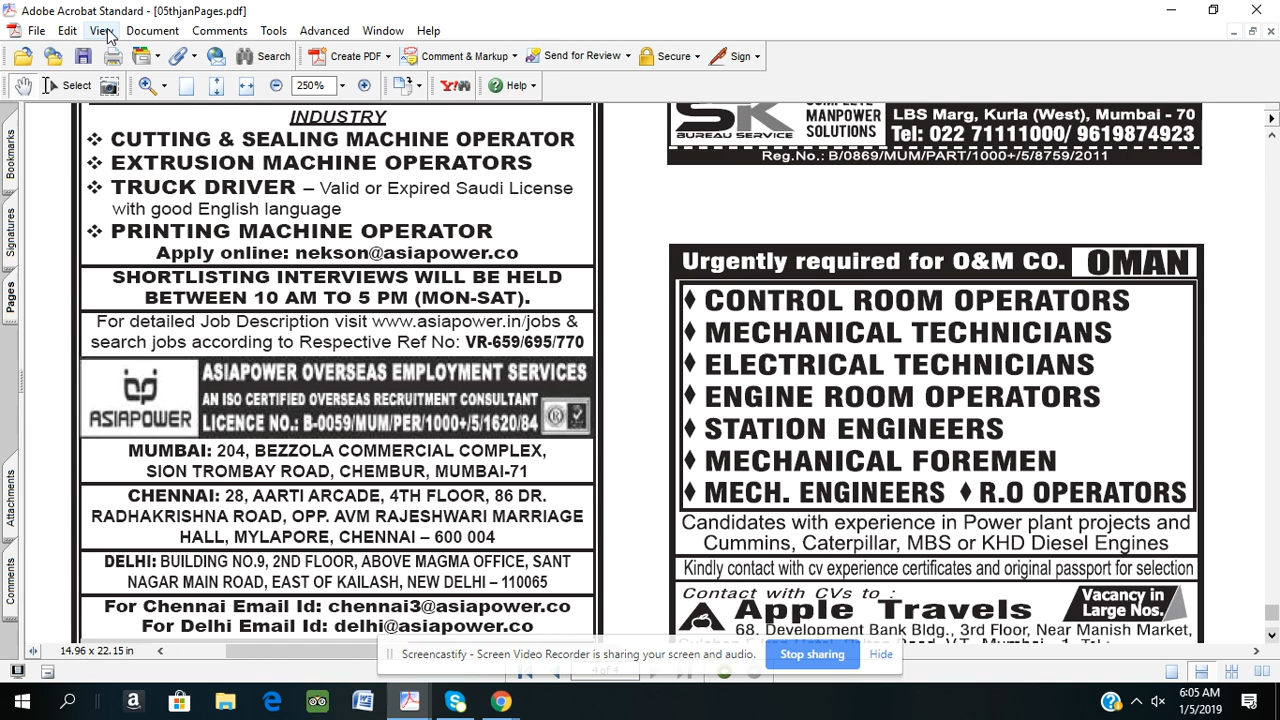 Adobe Acrobat Standard - [05thjanPages.pdf]
File Edit View Document Comments Tools Advanced Window Help
Search Create PDF Comment & Markup Send for Review Secure Sign
Select 250% Y! Help
Bookmarks
Signatures
Pages
Attachments
Comments
INDUSTRY
❖ CUTTING & SEALING MACHINE OPERATOR
❖ EXTRUSION MACHINE OPERATORS
❖ TRUCK DRIVER – Valid or Expired Saudi License
with good English language
❖ PRINTING MACHINE OPERATOR
Apply online: nekson@asiapower.co
SHORTLISTING INTERVIEWS WILL BE HELD
BETWEEN 10 AM TO 5 PM (MON-SAT).
For detailed Job Description visit www.asiapower.in/jobs &
search jobs according to Respective Ref No: VR-659/695/770
ASIAPOWER
ASIAPOWER OVERSEAS EMPLOYMENT SERVICES
AN ISO CERTIFIED OVERSEAS RECRUITMENT CONSULTANT
LICENCE NO.: B-0059/MUM/PER/1000+/5/1620/84
®
MUMBAI: 204, BEZZOLA COMMERCIAL COMPLEX,
SION TROMBAY ROAD, CHEMBUR, MUMBAI-71
CHENNAI: 28, AARTI ARCADE, 4TH FLOOR, 86 DR.
RADHAKRISHNA ROAD, OPP. AVM RAJESHWARI MARRIAGE
HALL, MYLAPORE, CHENNAI – 600 004
DELHI: BUILDING NO.9, 2ND FLOOR, ABOVE MAGMA OFFICE, SANT
NAGAR MAIN ROAD, EAST OF KAILASH, NEW DELHI – 110065
For Chennai Email Id: chennai3@asiapower.co
For Delhi Email Id: delhi@asiapower.co
SK
BUREAU SERVICE
COMPLETE
MANPOWER
SOLUTIONS
LBS Marg, Kurla (West), Mumbai - 70
Tel: 022 71111000/ 9619874923
Reg.No.: B/0869/MUM/PART/1000+/5/8759/2011
Urgently required for O&M CO. OMAN
♦ CONTROL ROOM OPERATORS
♦ MECHANICAL TECHNICIANS
♦ ELECTRICAL TECHNICIANS
♦ ENGINE ROOM OPERATORS
♦ STATION ENGINEERS
♦ MECHANICAL FOREMEN
♦ MECH. ENGINEERS ♦ R.O OPERATORS
Candidates with experience in Power plant projects and
Cummins, Caterpillar, MBS or KHD Diesel Engines
Kindly contact with cv experience certificates and original passport for selection
Contact with CVs to :
Apple Travels
Vacancy in
Large Nos.
68, Development Bank Bldg., 3rd Floor, Near Manish Market,
14.96 x 22.15 in
Screencastify - Screen Video Recorder is sharing your screen and audio. Stop sharing Hide
4 of 4
6:05 AM
1/5/2019